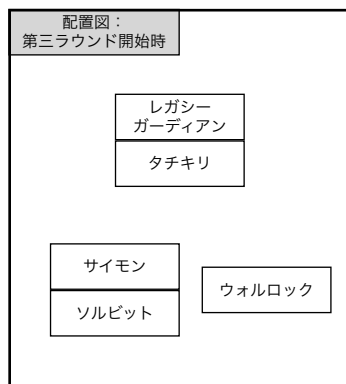 配置図：
第三ラウンド開始時
レガシー
ガーディアン
タチキリ
サイモン
ソルビット
ウォルロック